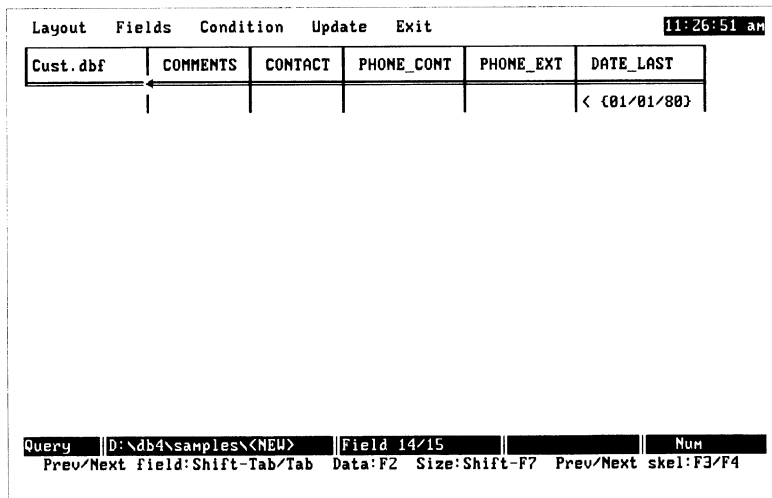 Layout Fields Condition Update Exit 11:26:51 am
Cust.dbf COMMENTS CONTACT PHONE_CONT PHONE_EXT DATE_LAST
< {01/01/80}
Query D:\db4\samples\<NEW> Field 14/15 Num
Prev/Next field:Shift-Tab/Tab Data:F2 Size:Shift-F7 Prev/Next skel:F3/F4